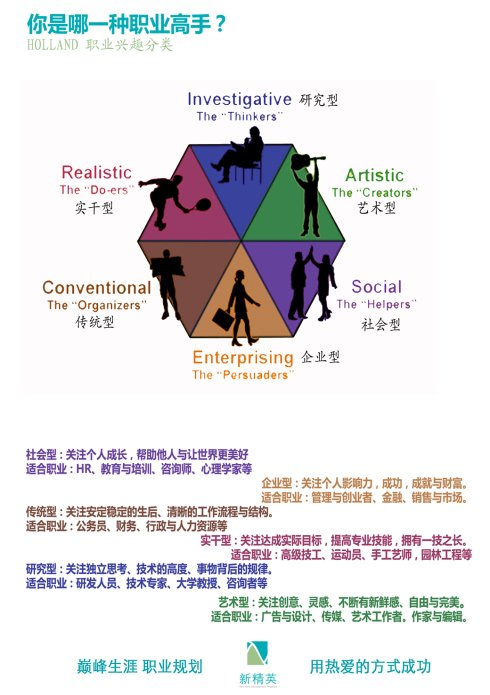 你是哪一种职业高手？
HOLLAND 职业兴趣分类
Investigative 研究型
The "Thinkers"
Realistic
The "Do-ers"
实干型
Artistic
The "Creators"
艺术型
Conventional
The "Organizers"
传统型
Social
The "Helpers"
社会型
Enterprising 企业型
The "Persuaders"
社会型：关注个人成长，帮助他人与让世界更美好
适合职业：HR、教育与培训、咨询师、心理学家等
企业型：关注个人影响力，成功，成就与财富。
适合职业：管理与创业者、金融、销售与市场。
传统型：关注安定稳定的生后、清晰的工作流程与结构。
适合职业：公务员、财务、行政与人力资源等
实干型：关注达成实际目标，提高专业技能，拥有一技之长。
适合职业：高级技工、运动员、手工艺师，园林工程等
研究型：关注独立思考、技术的高度、事物背后的规律。
适合职业：研发人员、技术专家、大学教授、咨询者等
艺术型：关注创意、灵感、不断有新鲜感、自由与完美。
适合职业：广告与设计、传媒、艺术工作者。作家与编辑。
巅峰生涯 职业规划
新精英
用热爱的方式成功